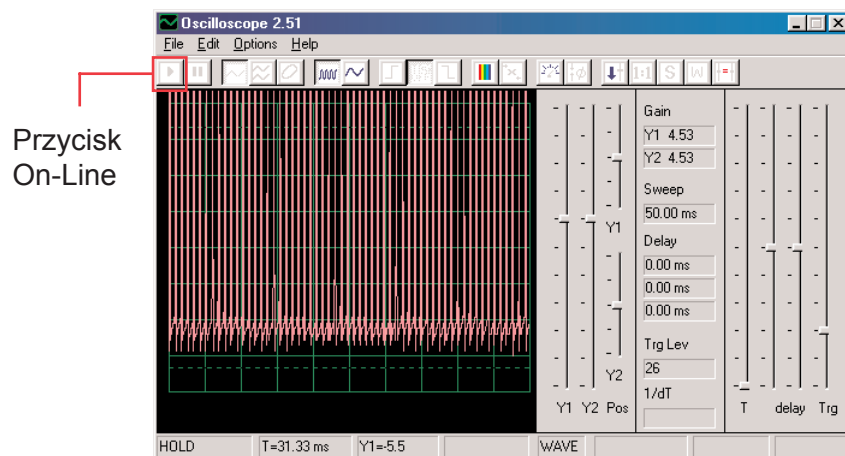 Oscilloscope 2.51
File Edit Options Help
1:1 S W
Przycisk
On-Line
Gain
Y1 4.53
Y2 4.53
Sweep
50.00 ms
Delay
0.00 ms
0.00 ms
0.00 ms
Trg Lev
26
1/dT
Y1
Y2
Y1 Y2 Pos
T delay Trg
HOLD T=31.33 ms Y1=-5.5 WAVE